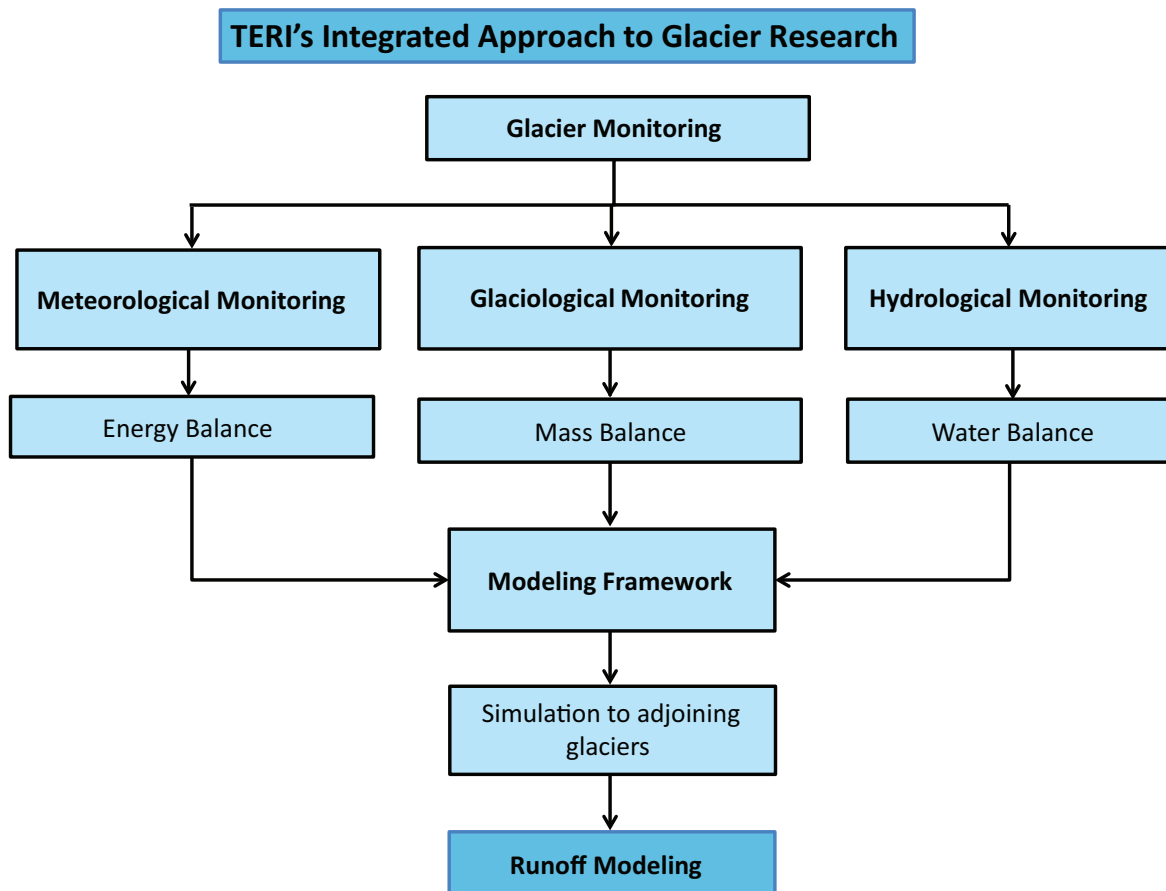 TERI's Integrated Approach to Glacier Research
Glacier Monitoring
Meteorological Monitoring
Glaciological Monitoring
Hydrological Monitoring
Energy Balance
Mass Balance
Water Balance
Modeling Framework
Simulation to adjoining
glaciers
Runoff Modeling